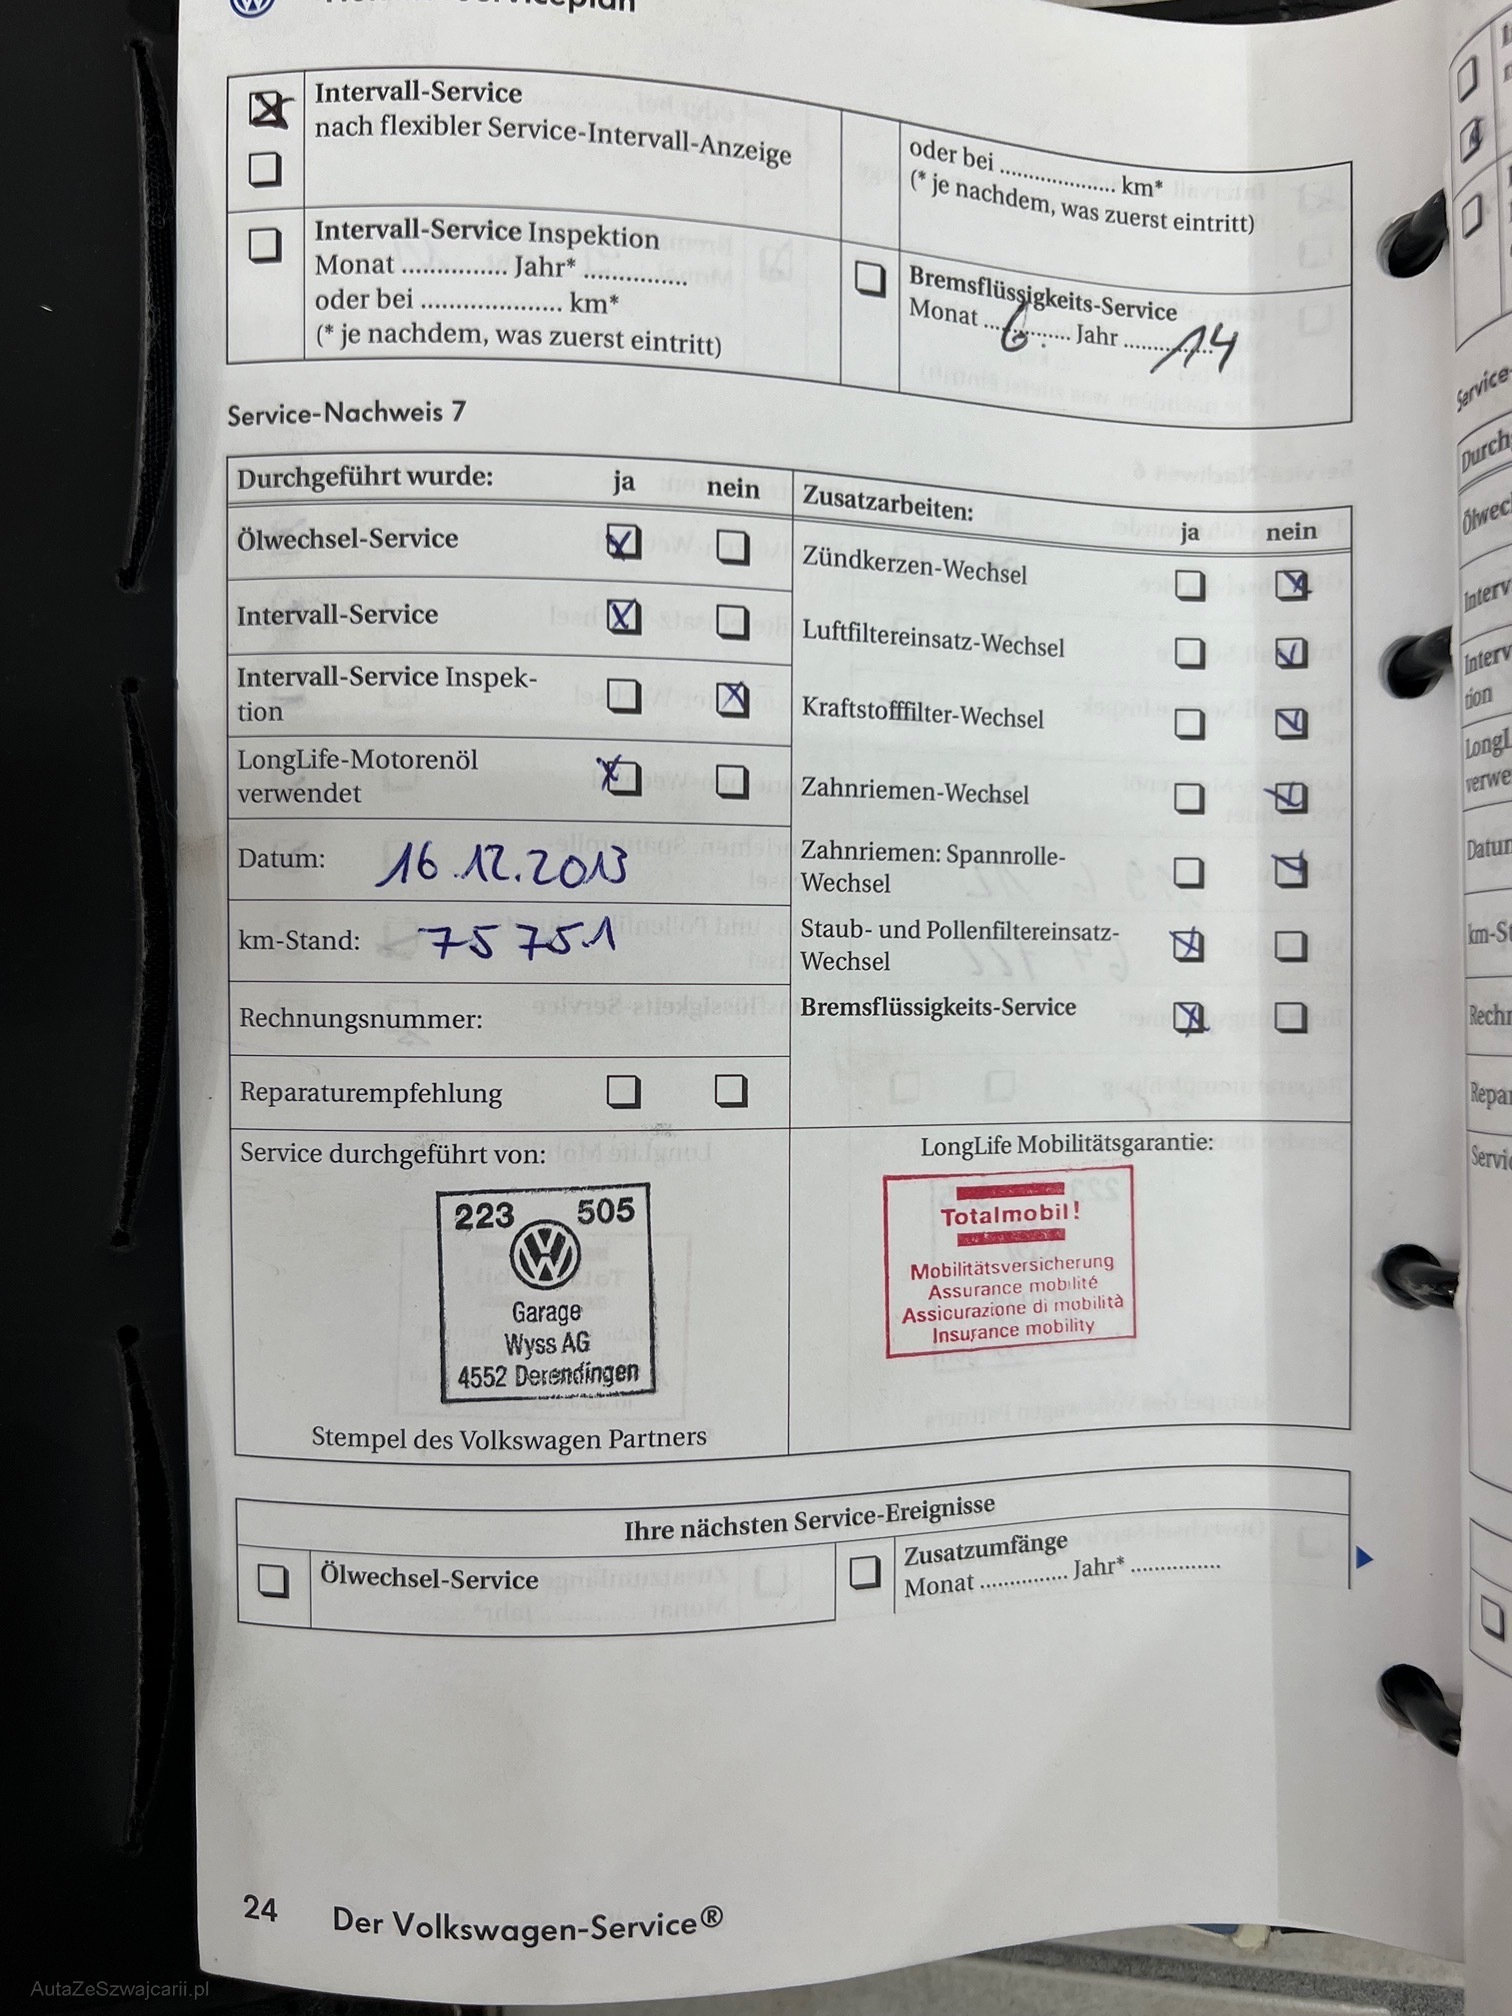 Intervall-Service
nach flexibler Service-Intervall-Anzeige
oder bei .................... km*
(* je nachdem, was zuerst eintritt)
Intervall-Service Inspektion
Monat ............... Jahr* ...............
oder bei .................... km*
(* je nachdem, was zuerst eintritt)
Bremsflüssigkeits-Service
Monat 6 Jahr 14
Service-Nachweis 7
Durchgeführt wurde: ja nein
Ölwechsel-Service
Intervall-Service
Intervall-Service Inspek-
tion
LongLife-Motorenöl
verwendet
Datum: 16.12.2013
km-Stand: 75 751
Rechnungsnummer:
Reparaturempfehlung
Zusatzarbeiten: ja nein
Zündkerzen-Wechsel
Luftfiltereinsatz-Wechsel
Kraftstofffilter-Wechsel
Zahnriemen-Wechsel
Zahnriemen: Spannrolle-
Wechsel
Staub- und Pollenfiltereinsatz-
Wechsel
Bremsflüssigkeits-Service
Service durchgeführt von:
223 505
Garage
Wyss AG
4552 Derendingen
Stempel des Volkswagen Partners
LongLife Mobilitätsgarantie:
Totalmobil!
Mobilitätsversicherung
Assurance mobilité
Assicurazione di mobilità
Insurance mobility
Ihre nächsten Service-Ereignisse
Ölwechsel-Service
Zusatzumfänge
Monat ............... Jahr* ...............
24 Der Volkswagen-Service®
AutaZeSzwajcarii.pl